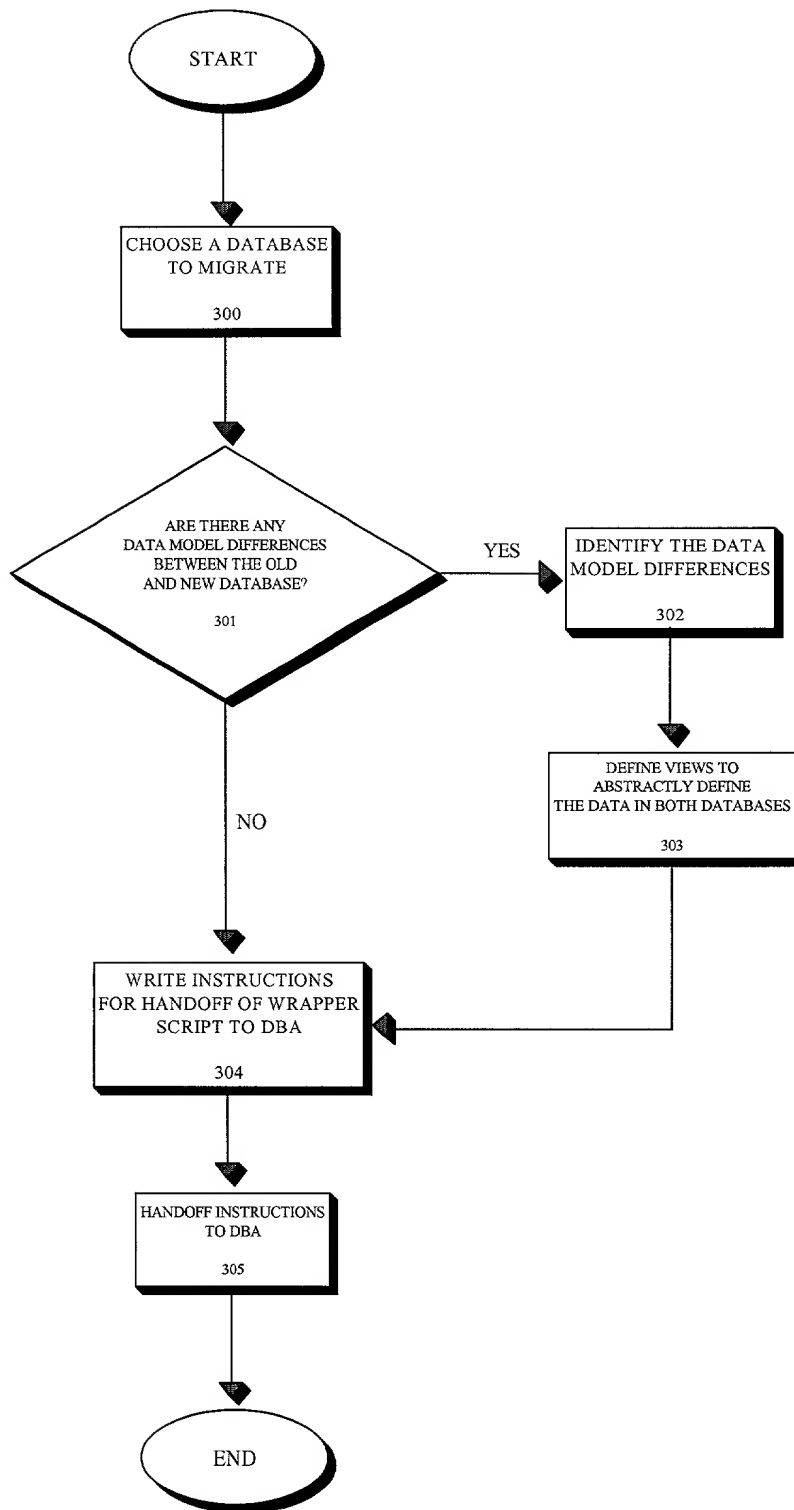 START
CHOOSE A DATABASE
TO MIGRATE
300
ARE THERE ANY
DATA MODEL DIFFERENCES
BETWEEN THE OLD
AND NEW DATABASE?
301
YES
IDENTIFY THE DATA
MODEL DIFFERENCES
302
DEFINE VIEWS TO
ABSTRACTLY DEFINE
THE DATA IN BOTH DATABASES
303
NO
WRITE INSTRUCTIONS
FOR HANDOFF OF WRAPPER
SCRIPT TO DBA
304
HANDOFF INSTRUCTIONS
TO DBA
305
END